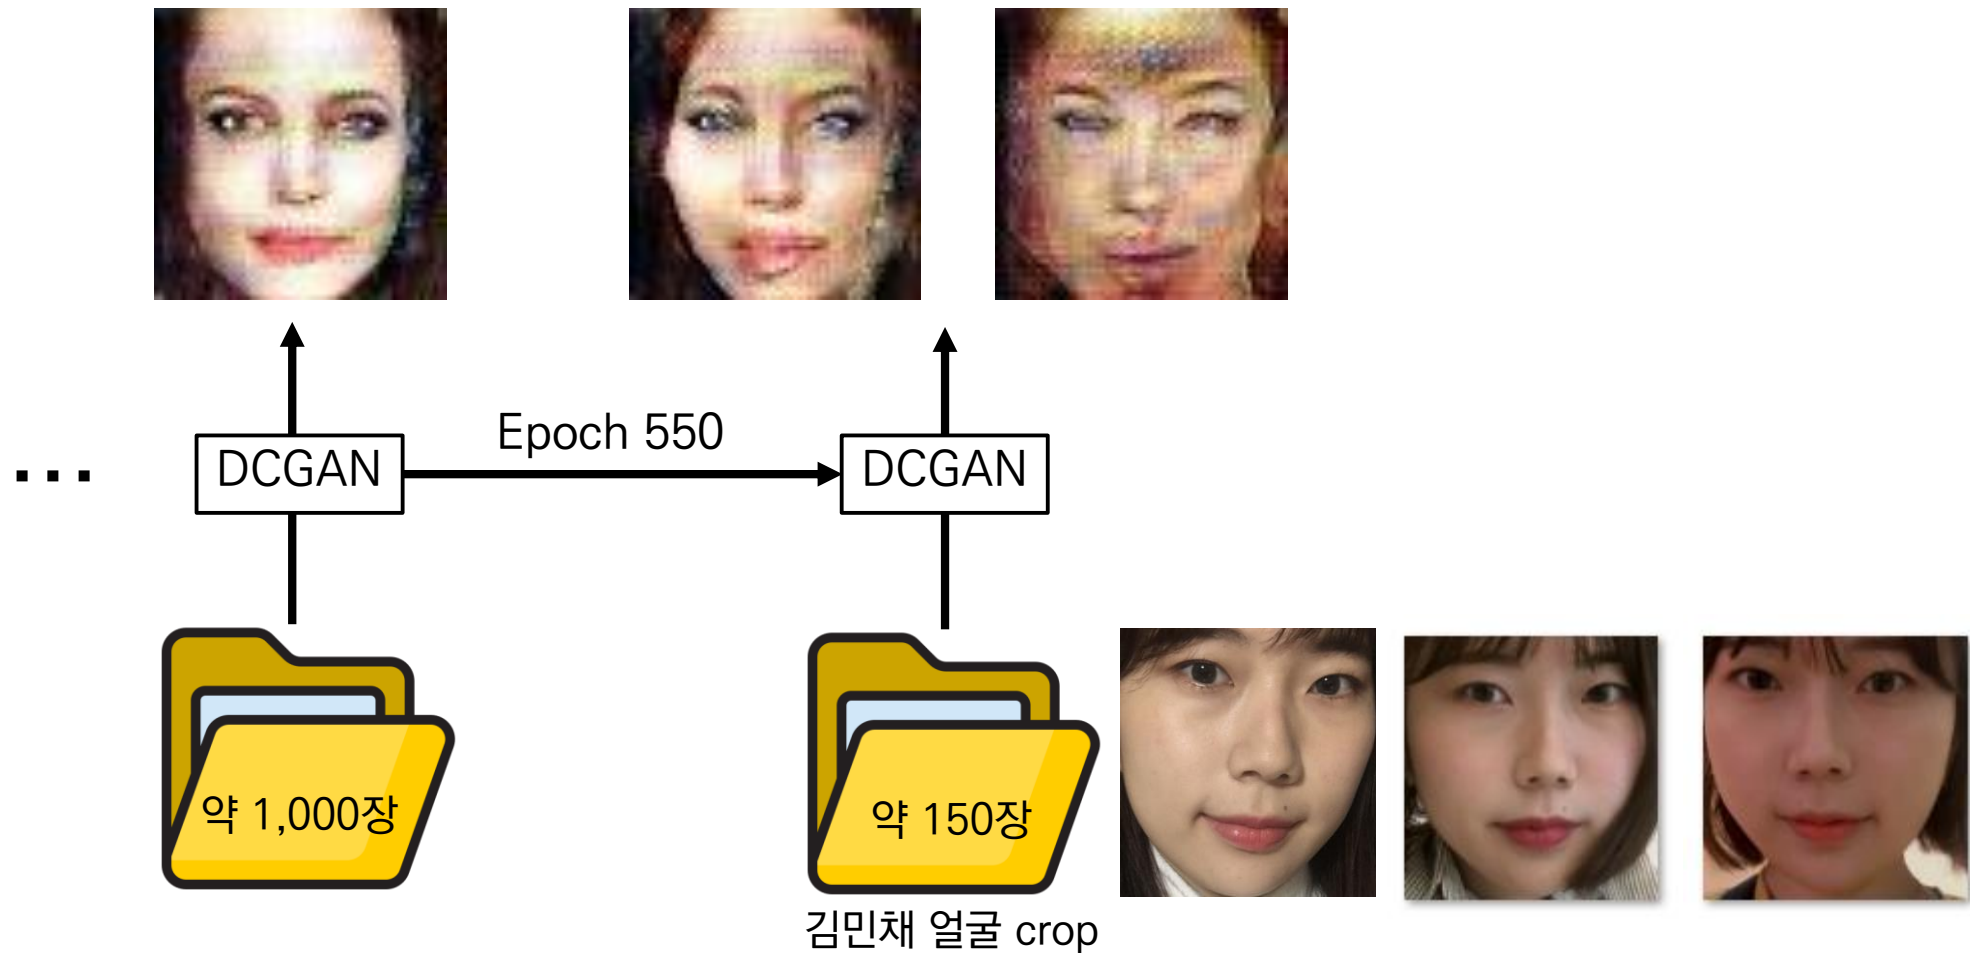 ...
Epoch 550
DCGAN
DCGAN
약 1,000장
약 150장
김민채 얼굴 crop